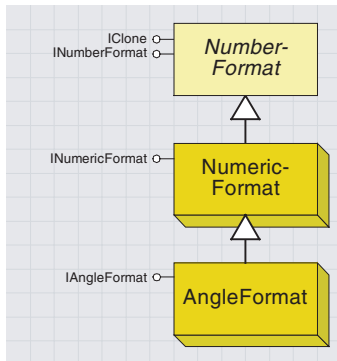 IClone
INumberFormat
Number-
Format
INumericFormat
Numeric-
Format
IAngleFormat
AngleFormat